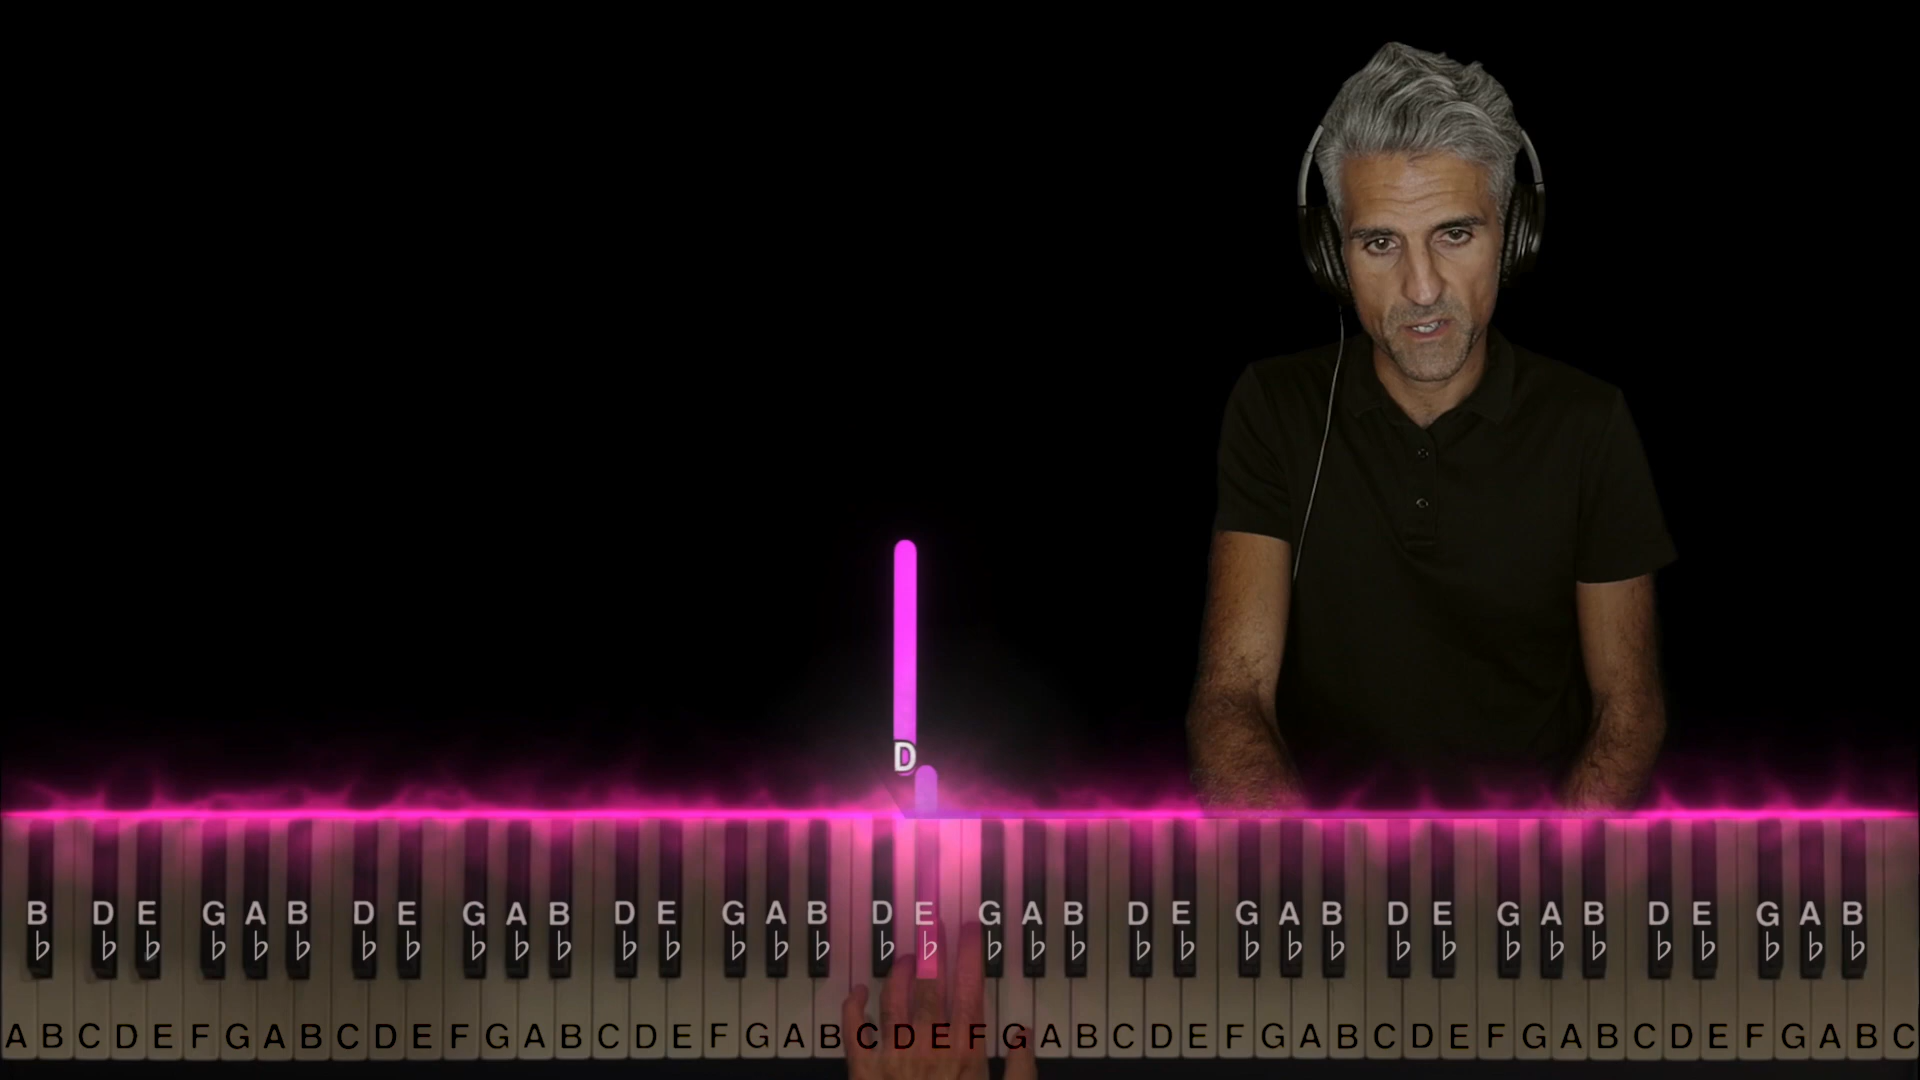 D
B D E G A B D E G A B D E G A B D E G A B D E G A B D E G A B D E G A B
♭ ♭ ♭ ♭ ♭ ♭ ♭ ♭ ♭ ♭ ♭ ♭ ♭ ♭ ♭ ♭ ♭ ♭ ♭ ♭ ♭ ♭ ♭ ♭ ♭ ♭ ♭ ♭ ♭ ♭ ♭ ♭ ♭ ♭ ♭ ♭
A B C D E F G A B C D E F G A B C D E F G A B C D E F G A B C D E F G A B C D E F G A B C D E F G A B C